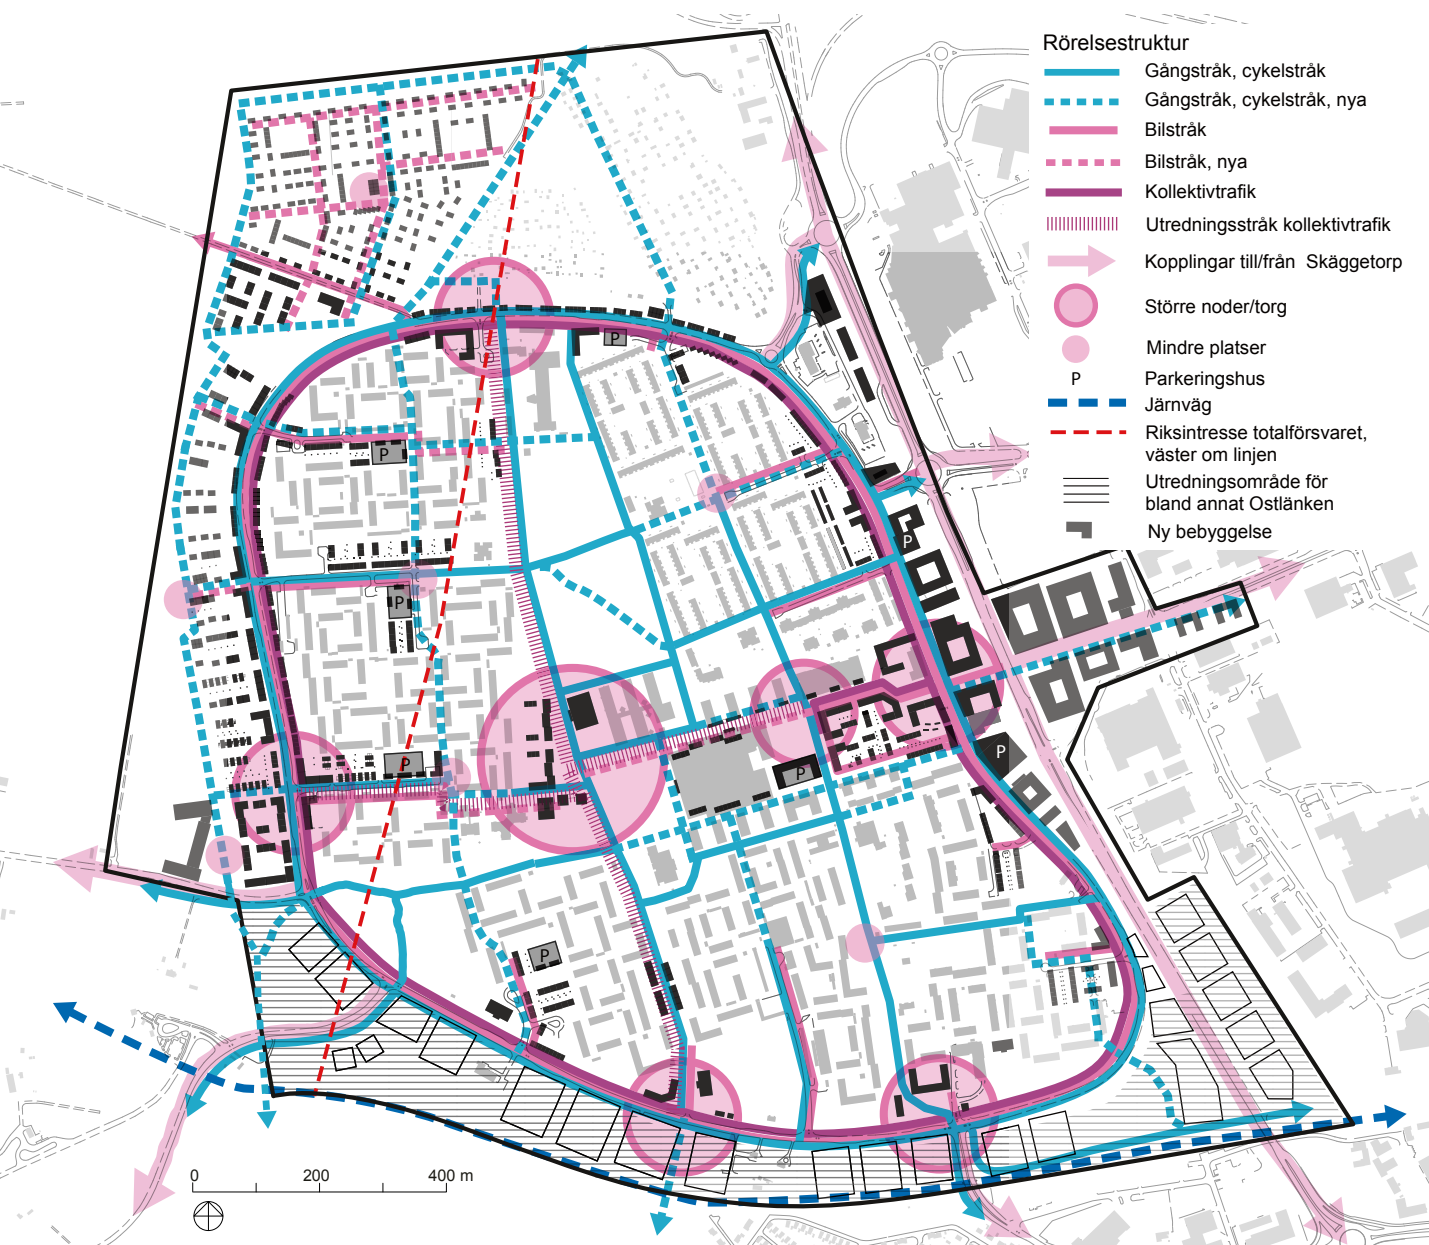 Rörelsestruktur
Gångstråk, cykelstråk
Gångstråk, cykelstråk, nya
Bilstråk
Bilstråk, nya
Kollektivtrafik
Utredningsstråk kollektivtrafik
Kopplingar till/från Skäggetorp
Större noder/torg
Mindre platser
P Parkeringshus
Järnväg
Riksintresse totalförsvaret,
väster om linjen
Utredningsområde för
bland annat Ostlänken
Ny bebyggelse
P
P
P
P
P
P
P
P
0 200 400 m